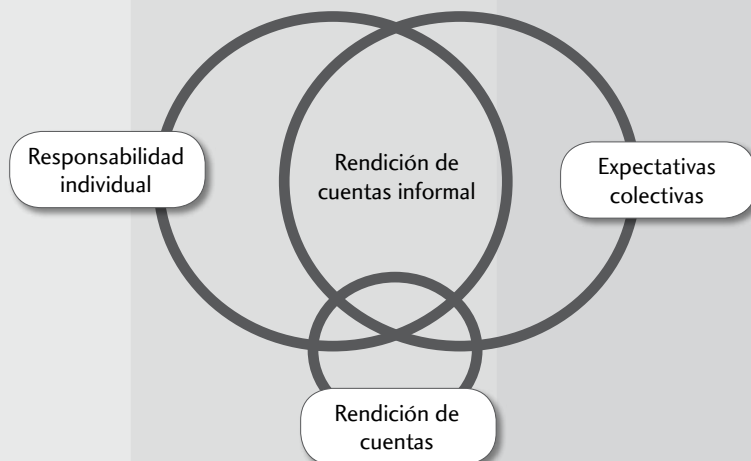 Responsabilidad
individual
Rendición de
cuentas informal
Expectativas
colectivas
Rendición de
cuentas